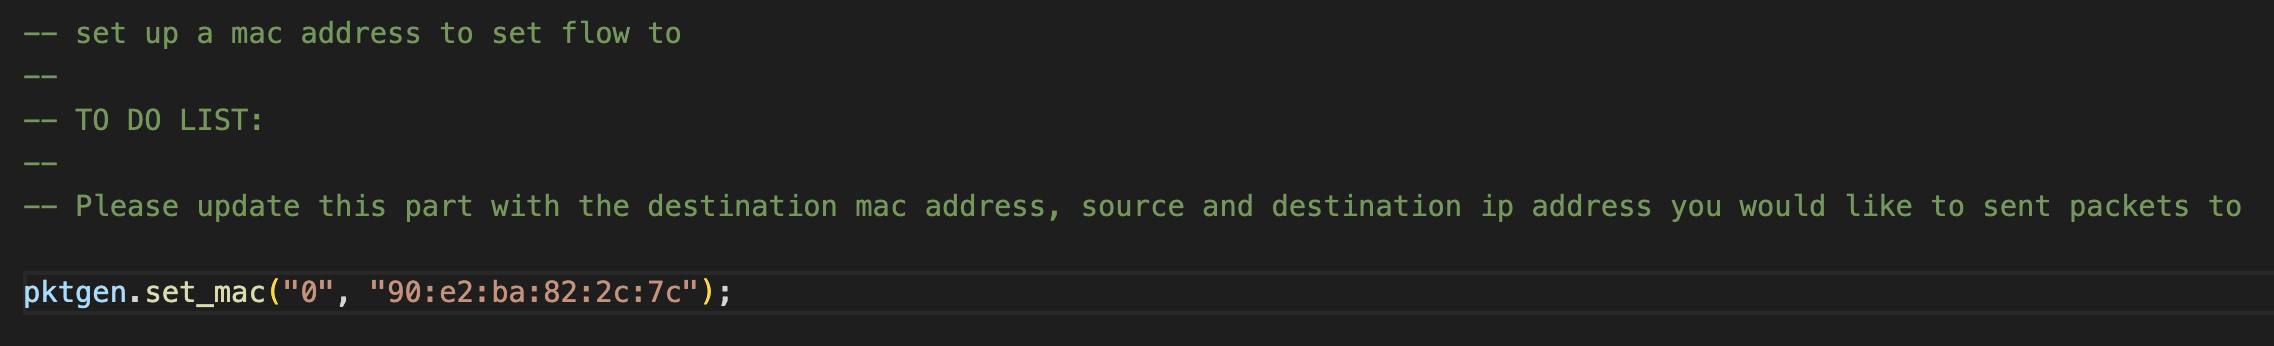 -- set up a mac address to set flow to
--
-- TO DO LIST:
--
-- Please update this part with the destination mac address, source and destination ip address you would like to sent packets to
pktgen.set_mac("0", "90:e2:ba:82:2c:7c");